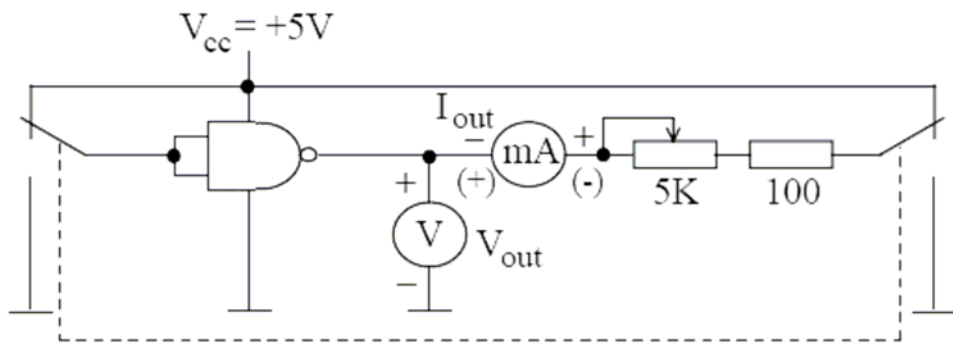 Vcc = +5V
Iout
− mA +
(+) (-)
5K 100
+
V Vout
−